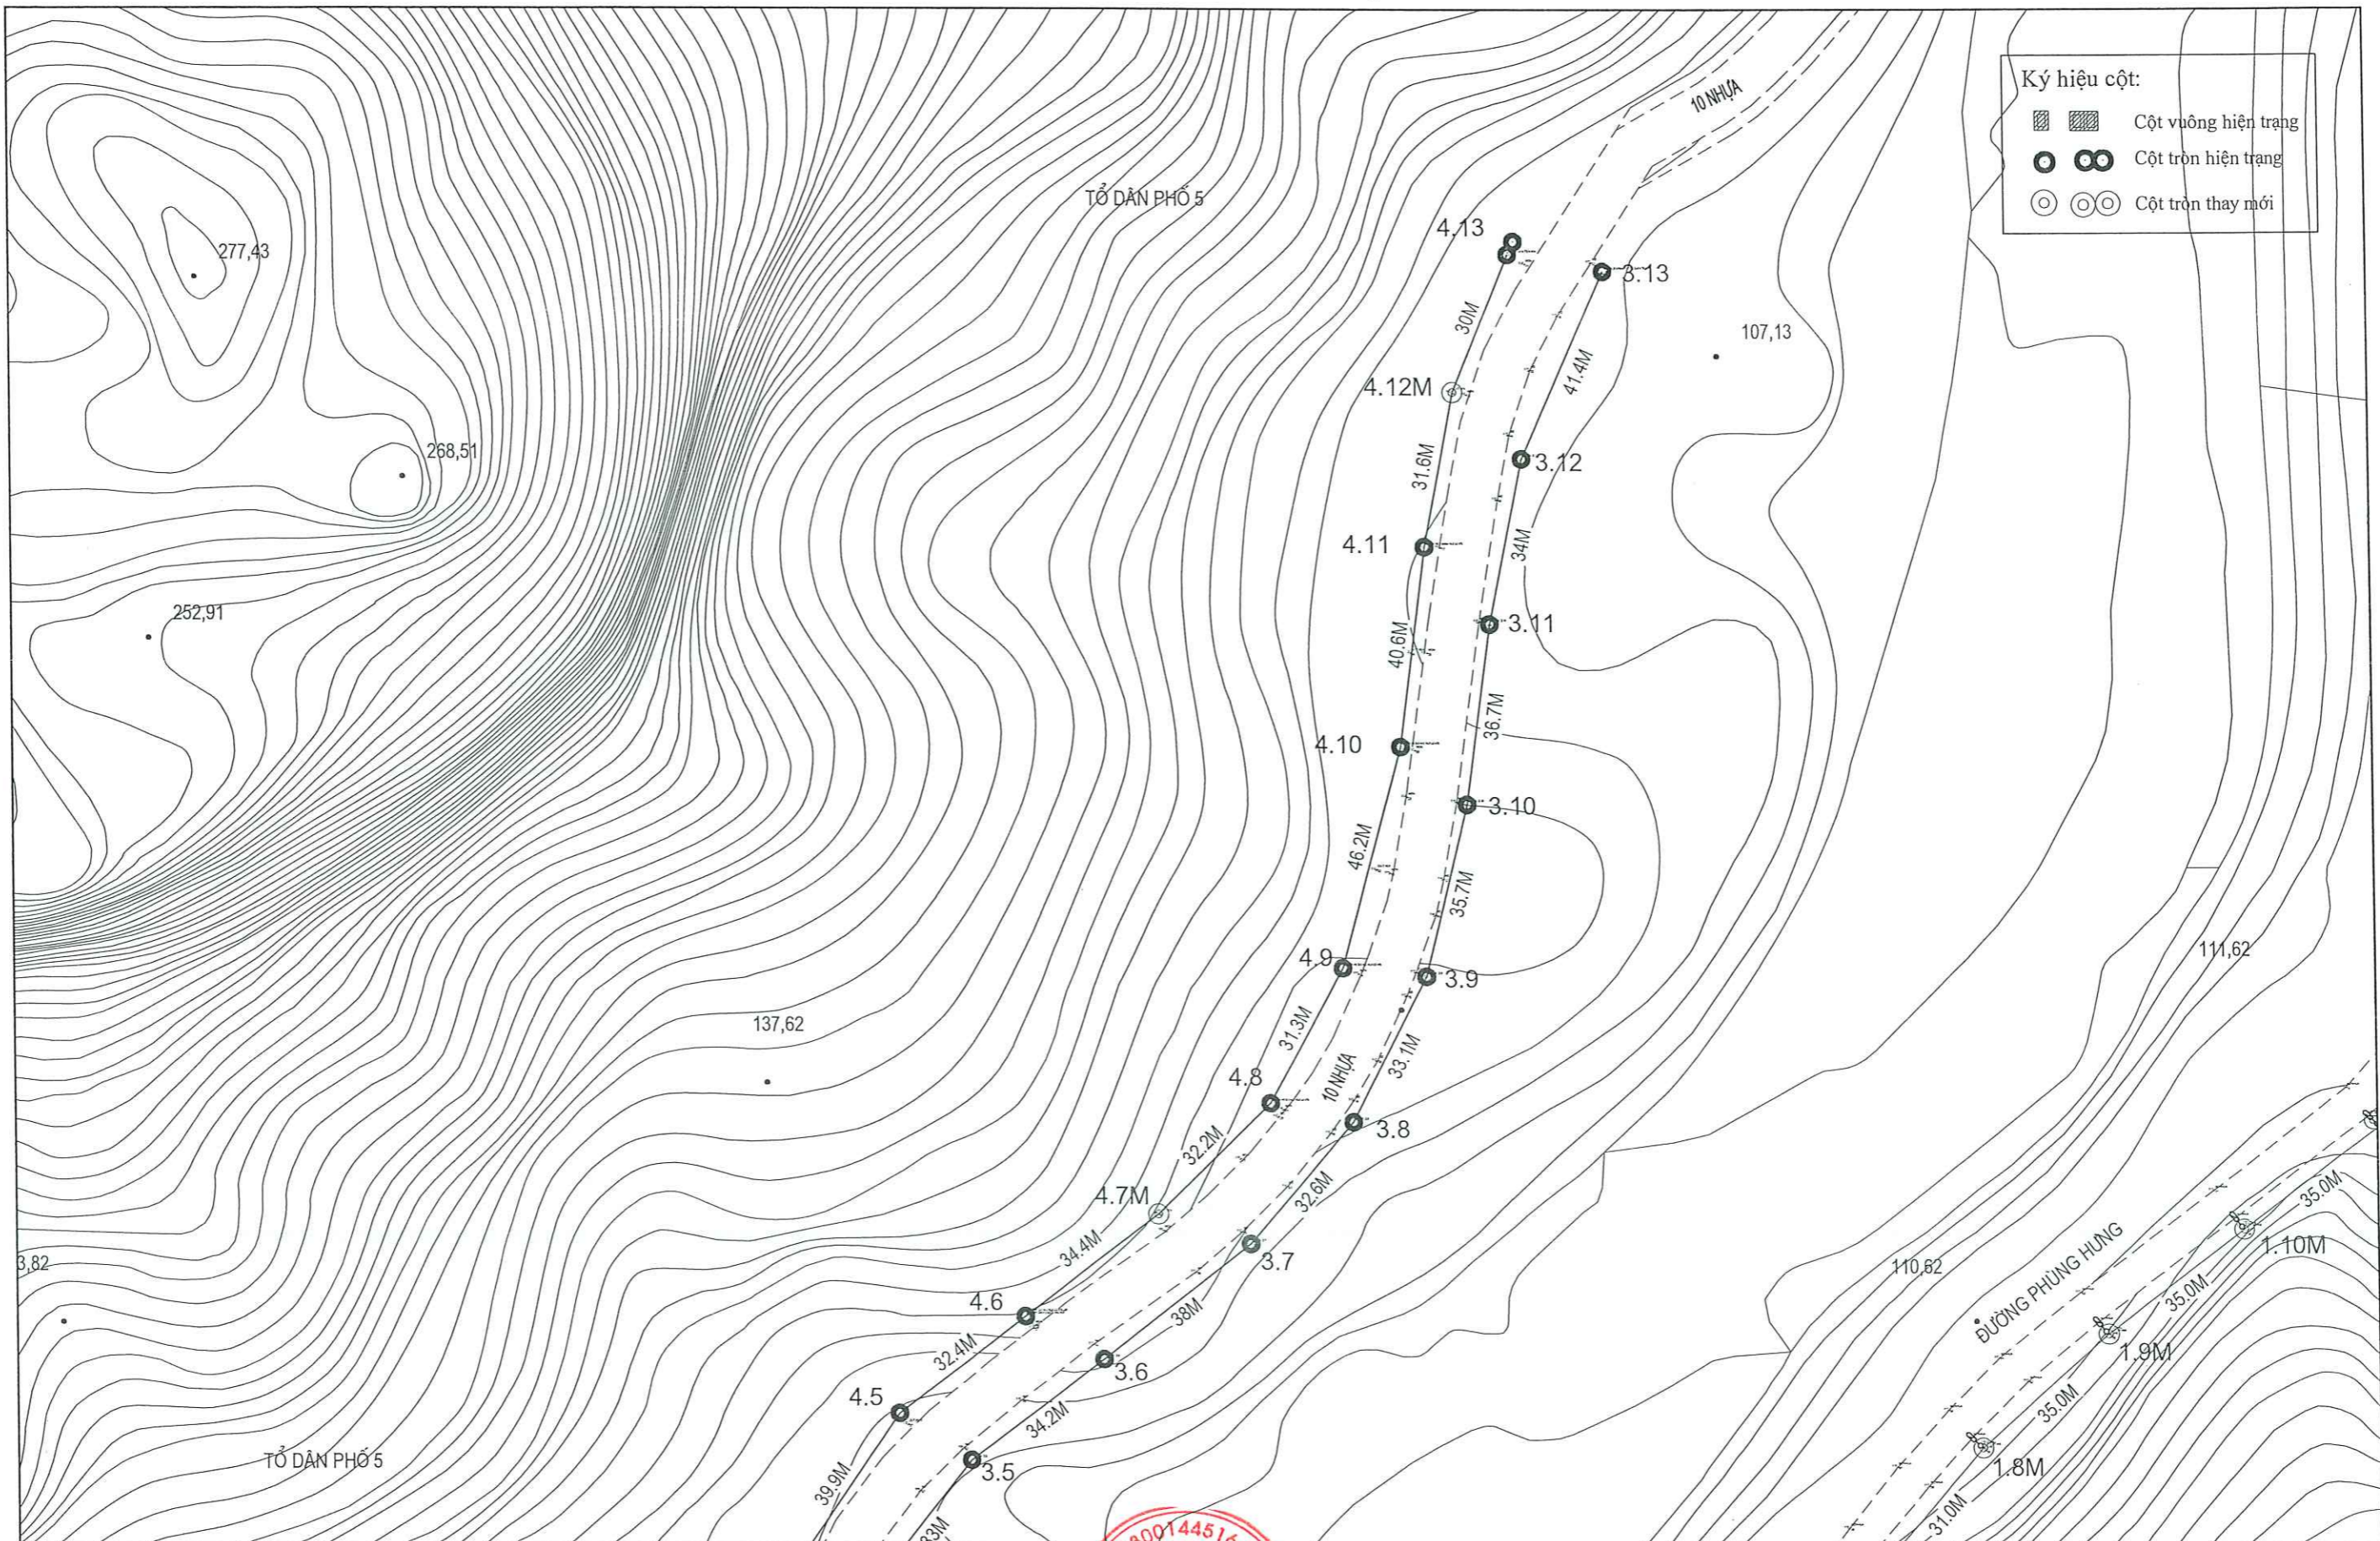 Ký hiệu cột:
Cột vuông hiện trạng
Cột tròn hiện trạng
Cột tròn thay mới
10 NHỰA
TỔ DÂN PHỐ 5
277,43
4.13
3.13
30M
107,13
41.4M
4.12M
268,51
31.6M
3.12
4.11
34M
252,91
3.11
40.6M
36.7M
4.10
3.10
46.2M
35.7M
4.9
3.9
111,62
137,62
31.3M
33.1M
10 NHỰA
4.8
3.8
32.2M
4.7M
32.6M
35.0M
34.4M
3.7
ĐƯỜNG PHÙNG HƯNG
1.10M
3,82
110,62
4.6
38M
35.0M
32.4M
3.6
1.9M
4.5
34.2M
35.0M
TỔ DÂN PHỐ 5
3.5
1.8M
39.9M
31.0M